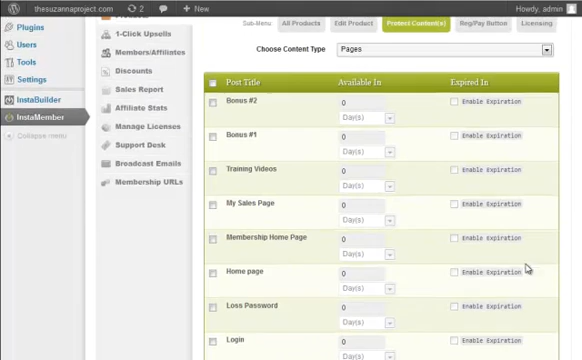 thesuzannaproject.com 2 + New Howdy, admin
Plugins
Users
Tools
Settings
InstaBuilder
InstaMember
Collapse menu
1-Click Upsells
Members/Affiliates
Discounts
Sales Report
Affiliate Stats
Manage Licenses
Support Desk
Broadcast Emails
Membership URLs
Sub-Menu All Products Edit Product Protect Content(s) Reg/Pay Button Licensing
Choose Content Type Pages
Post Title Available In Expired In
Bonus #2 0 Enable Expiration
Day(s)
Bonus #1 0 Enable Expiration
Day(s)
Training Videos 0 Enable Expiration
Day(s)
My Sales Page 0 Enable Expiration
Day(s)
Membership Home Page 0 Enable Expiration
Day(s)
Home page 0 Enable Expiration
Day(s)
Loss Password 0 Enable Expiration
Day(s)
Login 0 Enable Expiration
Day(s)